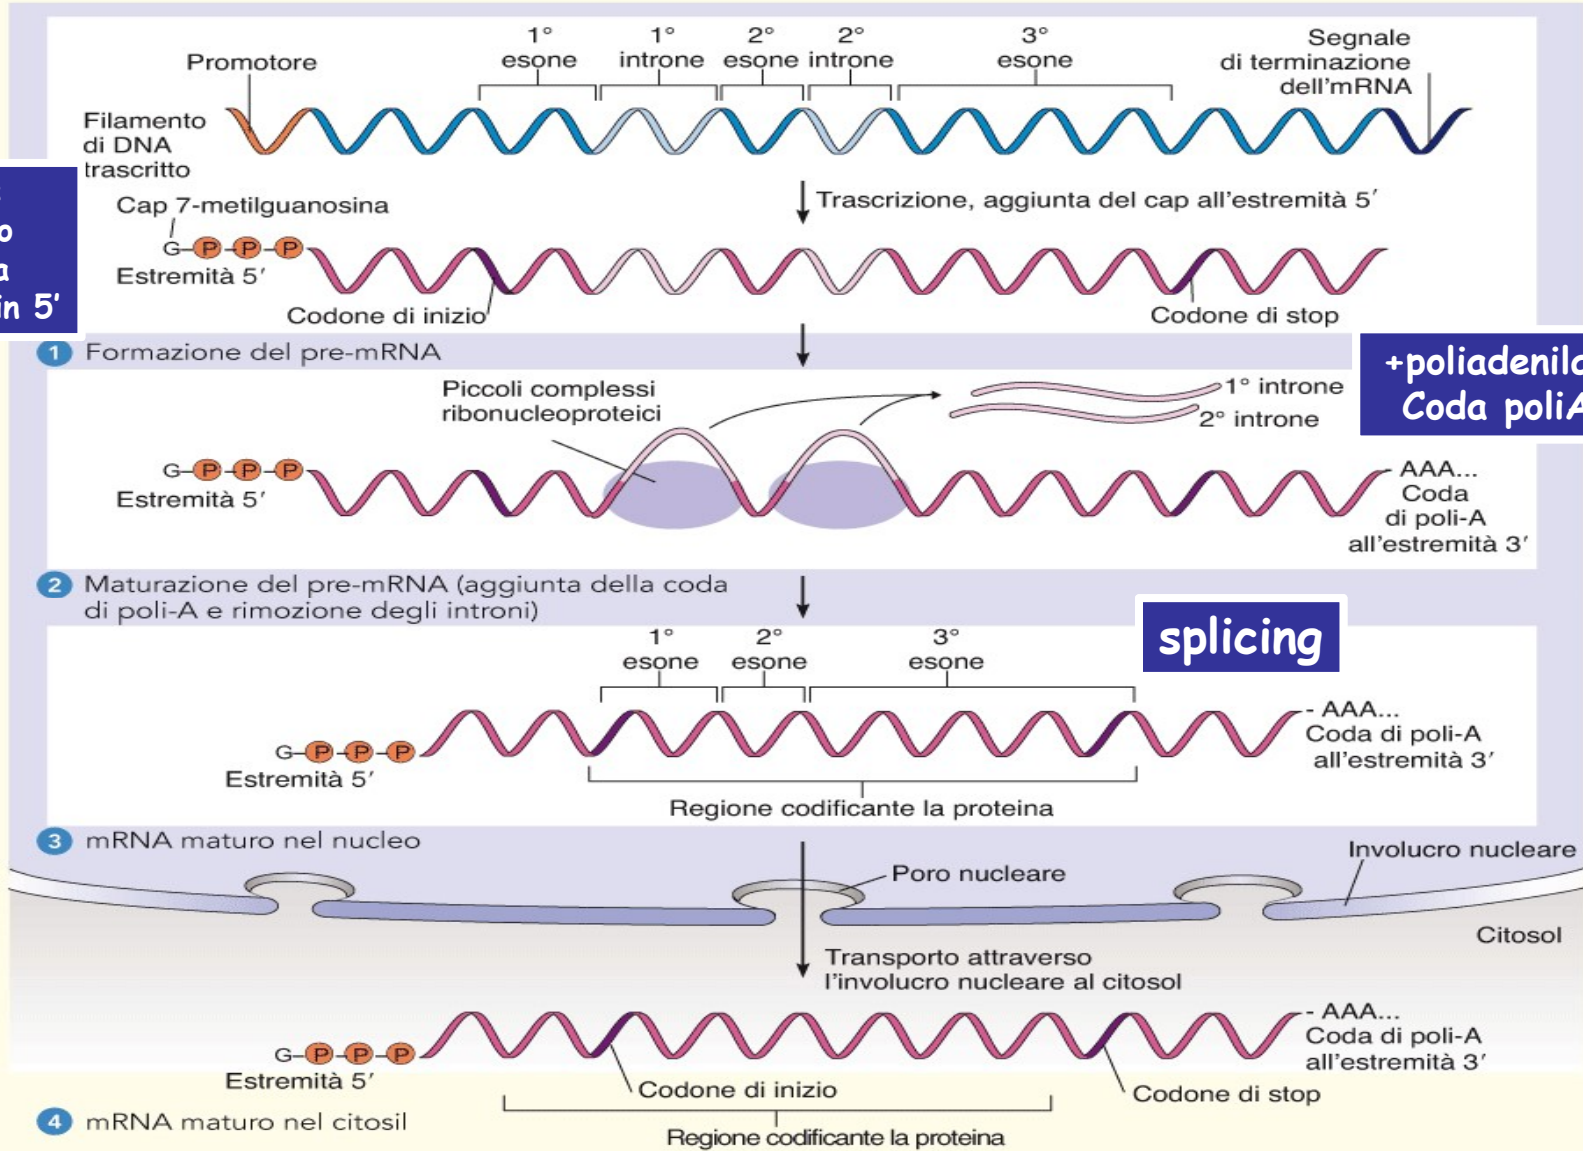 1° esone
1° introne
2° esone
2° introne
3° esone
Promotore
Segnale
di terminazione
dell'mRNA
Filamento
di DNA
trascritto
Trascrizione, aggiunta del cap all'estremità 5′
in 5'
Cap 7-metilguanosina
G-P-P-P
Estremità 5′
Codone di inizio
Codone di stop
1 Formazione del pre-mRNA
Coda
Piccoli complessi
ribonucleoproteici
1° introne
2° introne
G-P-P-P
Estremità 5′
- AAA...
Coda
di poli-A
all'estremità 3′
2 Maturazione del pre-mRNA (aggiunta della coda
di poli-A e rimozione degli introni)
splicing
1° esone
2° esone
3° esone
G-P-P-P
Estremità 5′
- AAA...
Coda di poli-A
all'estremità 3′
Regione codificante la proteina
3 mRNA maturo nel nucleo
Involucro nucleare
Poro nucleare
Citosol
Transporto attraverso
l'involucro nucleare al citosol
G-P-P-P
Estremità 5′
- AAA...
Coda di poli-A
all'estremità 3′
Codone di inizio
Codone di stop
4 mRNA maturo nel citosil
Regione codificante la proteina